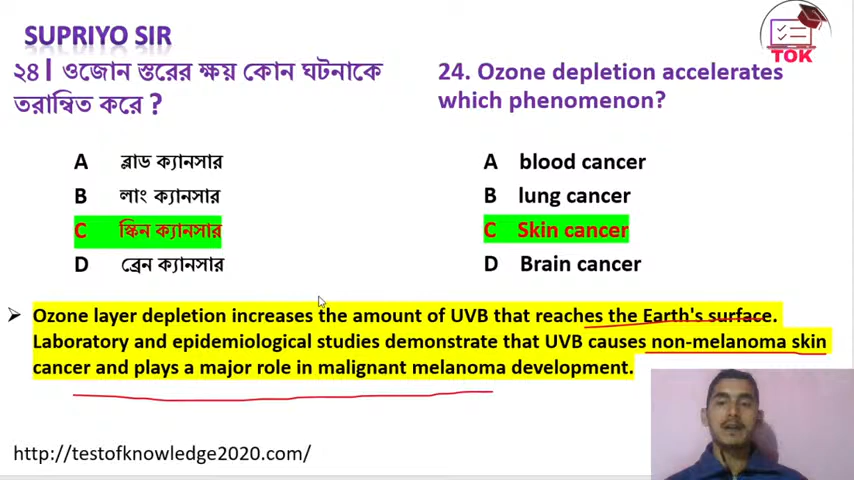 SUPRIYO SIR
২৪। ওজোন স্তরের ক্ষয় কোন ঘটনাকে
তরান্বিত করে ?
A ব্লাড ক্যানসার
B লাং ক্যানসার
C স্কিন ক্যানসার
D ব্রেন ক্যানসার
TOK
24. Ozone depletion accelerates
which phenomenon?
A blood cancer
B lung cancer
C Skin cancer
D Brain cancer
Ozone layer depletion increases the amount of UVB that reaches the Earth's surface.
Laboratory and epidemiological studies demonstrate that UVB causes non-melanoma skin
cancer and plays a major role in malignant melanoma development.
http://testofknowledge2020.com/